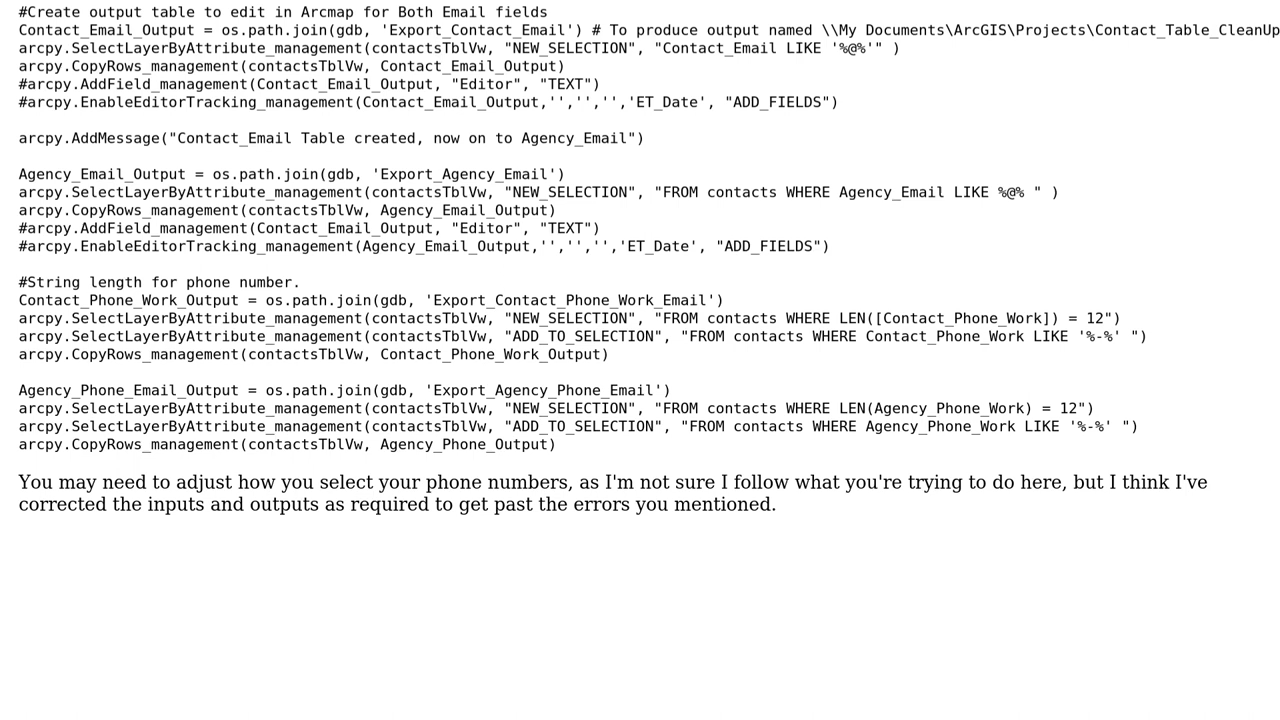 #Create output table to edit in Arcmap for Both Email fields
Contact_Email_Output = os.path.join(gdb, 'Export_Contact_Email') # To produce output named \\My Documents\ArcGIS\Projects\Contact_Table_CleanUp
arcpy.SelectLayerByAttribute_management(contactsTblVw, "NEW_SELECTION", "Contact_Email LIKE '%@%'" )
arcpy.CopyRows_management(contactsTblVw, Contact_Email_Output)
#arcpy.AddField_management(Contact_Email_Output, "Editor", "TEXT")
#arcpy.EnableEditorTracking_management(Contact_Email_Output,'','','','ET_Date', "ADD_FIELDS")
arcpy.AddMessage("Contact_Email Table created, now on to Agency_Email")
Agency_Email_Output = os.path.join(gdb, 'Export_Agency_Email')
arcpy.SelectLayerByAttribute_management(contactsTblVw, "NEW_SELECTION", "FROM contacts WHERE Agency_Email LIKE %@% " )
arcpy.CopyRows_management(contactsTblVw, Agency_Email_Output)
#arcpy.AddField_management(Contact_Email_Output, "Editor", "TEXT")
#arcpy.EnableEditorTracking_management(Agency_Email_Output,'','','','ET_Date', "ADD_FIELDS")
#String length for phone number.
Contact_Phone_Work_Output = os.path.join(gdb, 'Export_Contact_Phone_Work_Email')
arcpy.SelectLayerByAttribute_management(contactsTblVw, "NEW_SELECTION", "FROM contacts WHERE LEN([Contact_Phone_Work]) = 12")
arcpy.SelectLayerByAttribute_management(contactsTblVw, "ADD_TO_SELECTION", "FROM contacts WHERE Contact_Phone_Work LIKE '%-%' ")
arcpy.CopyRows_management(contactsTblVw, Contact_Phone_Work_Output)
Agency_Phone_Email_Output = os.path.join(gdb, 'Export_Agency_Phone_Email')
arcpy.SelectLayerByAttribute_management(contactsTblVw, "NEW_SELECTION", "FROM contacts WHERE LEN(Agency_Phone_Work) = 12")
arcpy.SelectLayerByAttribute_management(contactsTblVw, "ADD_TO_SELECTION", "FROM contacts WHERE Agency_Phone_Work LIKE '%-%' ")
arcpy.CopyRows_management(contactsTblVw, Agency_Phone_Output)
You may need to adjust how you select your phone numbers, as I'm not sure I follow what you're trying to do here, but I think I've
corrected the inputs and outputs as required to get past the errors you mentioned.